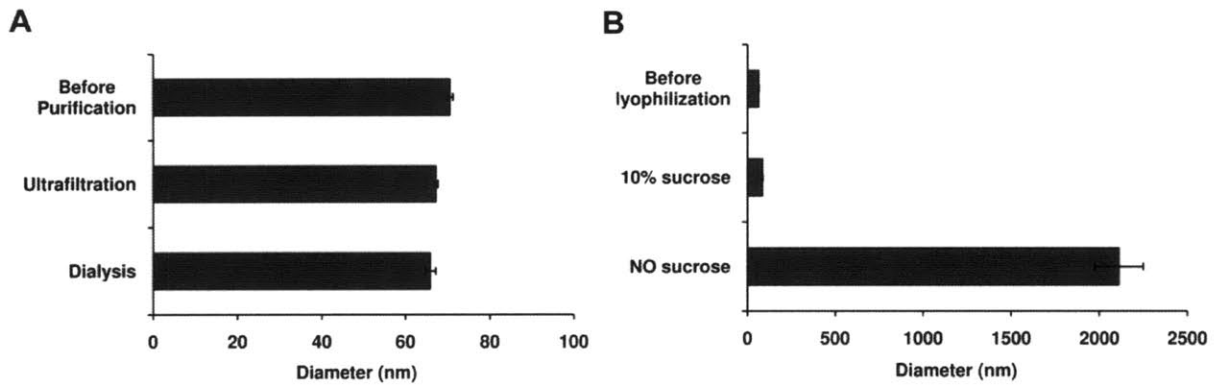 A
Before
Purification
Ultrafiltration
Dialysis
0 20 40 60 80 100
Diameter (nm)
B
Before
lyophilization
10% sucrose
NO sucrose
0 500 1000 1500 2000 2500
Diameter (nm)